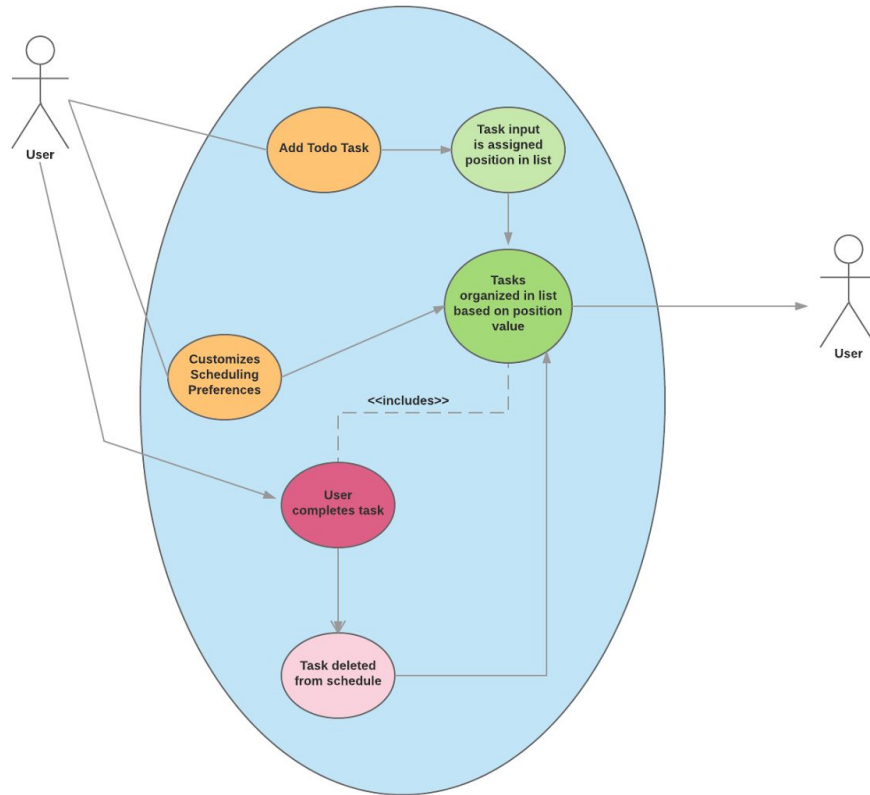 User
Add Todo Task
Task input
is assigned
position in list
Tasks
organized in list
based on position
value
User
Customizes
Scheduling
Preferences
<<includes>>
User
completes task
Task deleted
from schedule